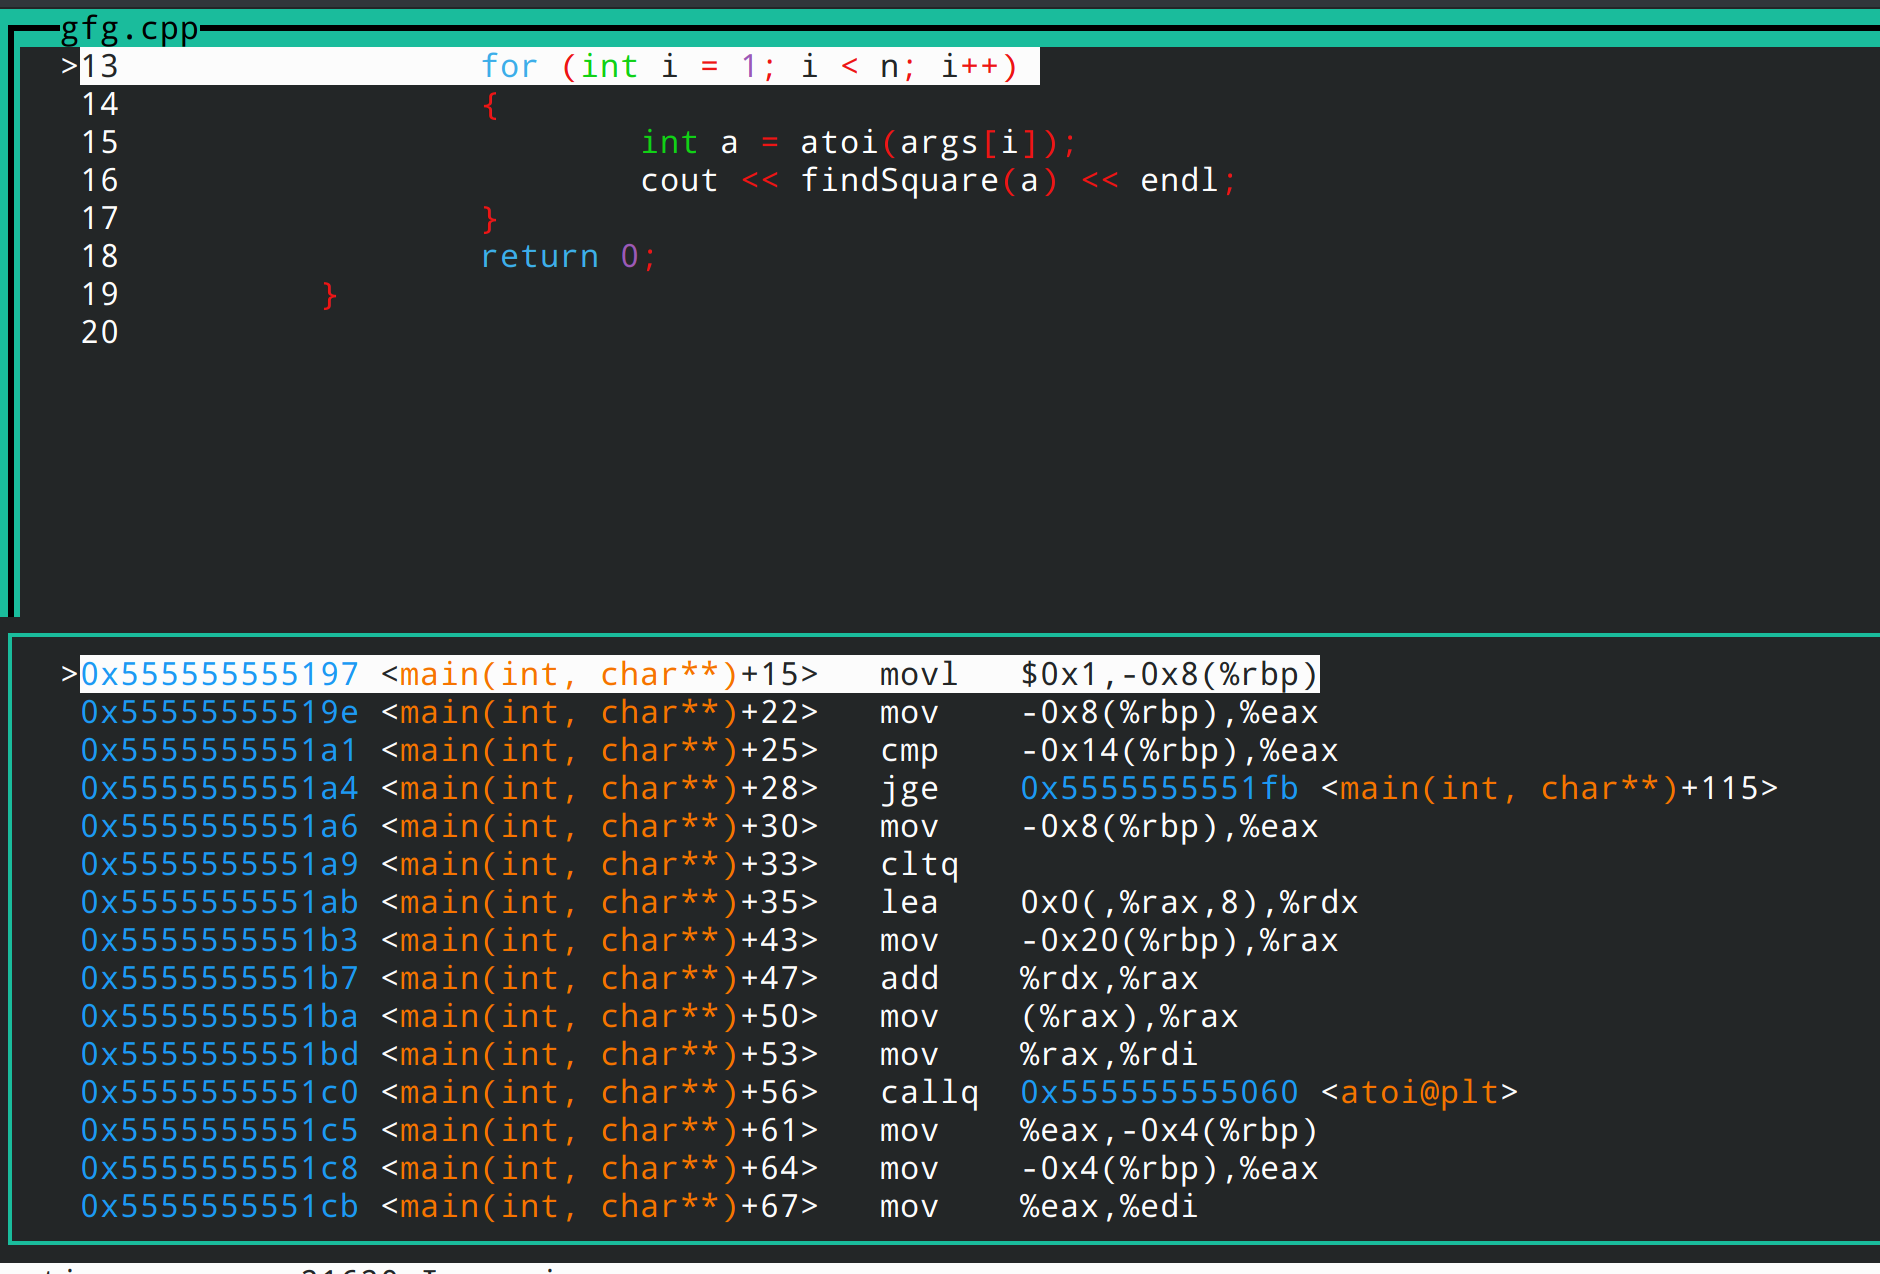 gfg.cpp
>13 for (int i = 1; i < n; i++)
14 {
15 int a = atoi(args[i]);
16 cout << findSquare(a) << endl;
17 }
18 return 0;
19 }
20
>0x555555555197 <main(int, char**)+15> movl $0x1,-0x8(%rbp)
0x55555555519e <main(int, char**)+22> mov -0x8(%rbp),%eax
0x5555555551a1 <main(int, char**)+25> cmp -0x14(%rbp),%eax
0x5555555551a4 <main(int, char**)+28> jge 0x5555555551fb <main(int, char**)+115>
0x5555555551a6 <main(int, char**)+30> mov -0x8(%rbp),%eax
0x5555555551a9 <main(int, char**)+33> cltq
0x5555555551ab <main(int, char**)+35> lea 0x0(,%rax,8),%rdx
0x5555555551b3 <main(int, char**)+43> mov -0x20(%rbp),%rax
0x5555555551b7 <main(int, char**)+47> add %rdx,%rax
0x5555555551ba <main(int, char**)+50> mov (%rax),%rax
0x5555555551bd <main(int, char**)+53> mov %rax,%rdi
0x5555555551c0 <main(int, char**)+56> callq 0x555555555060 <atoi@plt>
0x5555555551c5 <main(int, char**)+61> mov %eax,-0x4(%rbp)
0x5555555551c8 <main(int, char**)+64> mov -0x4(%rbp),%eax
0x5555555551cb <main(int, char**)+67> mov %eax,%edi